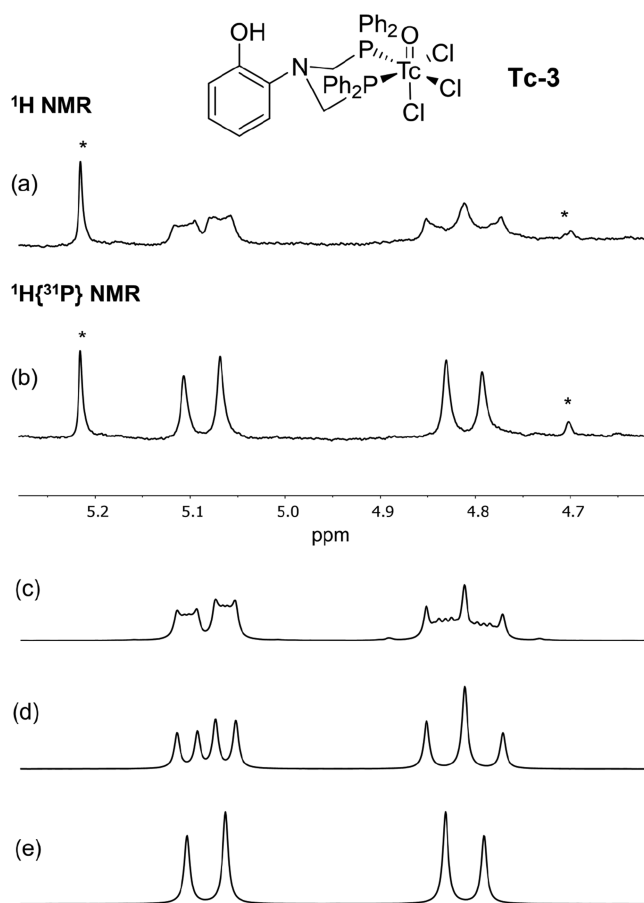 Ph₂
OH
O
P
Cl
N
Tc
Tc-3
Ph₂P
Cl
Cl
¹H NMR
*
(a)
*
¹H{³¹P} NMR
*
(b)
*
5.2 5.1 5.0 4.9 4.8 4.7
ppm
(c)
(d)
(e)